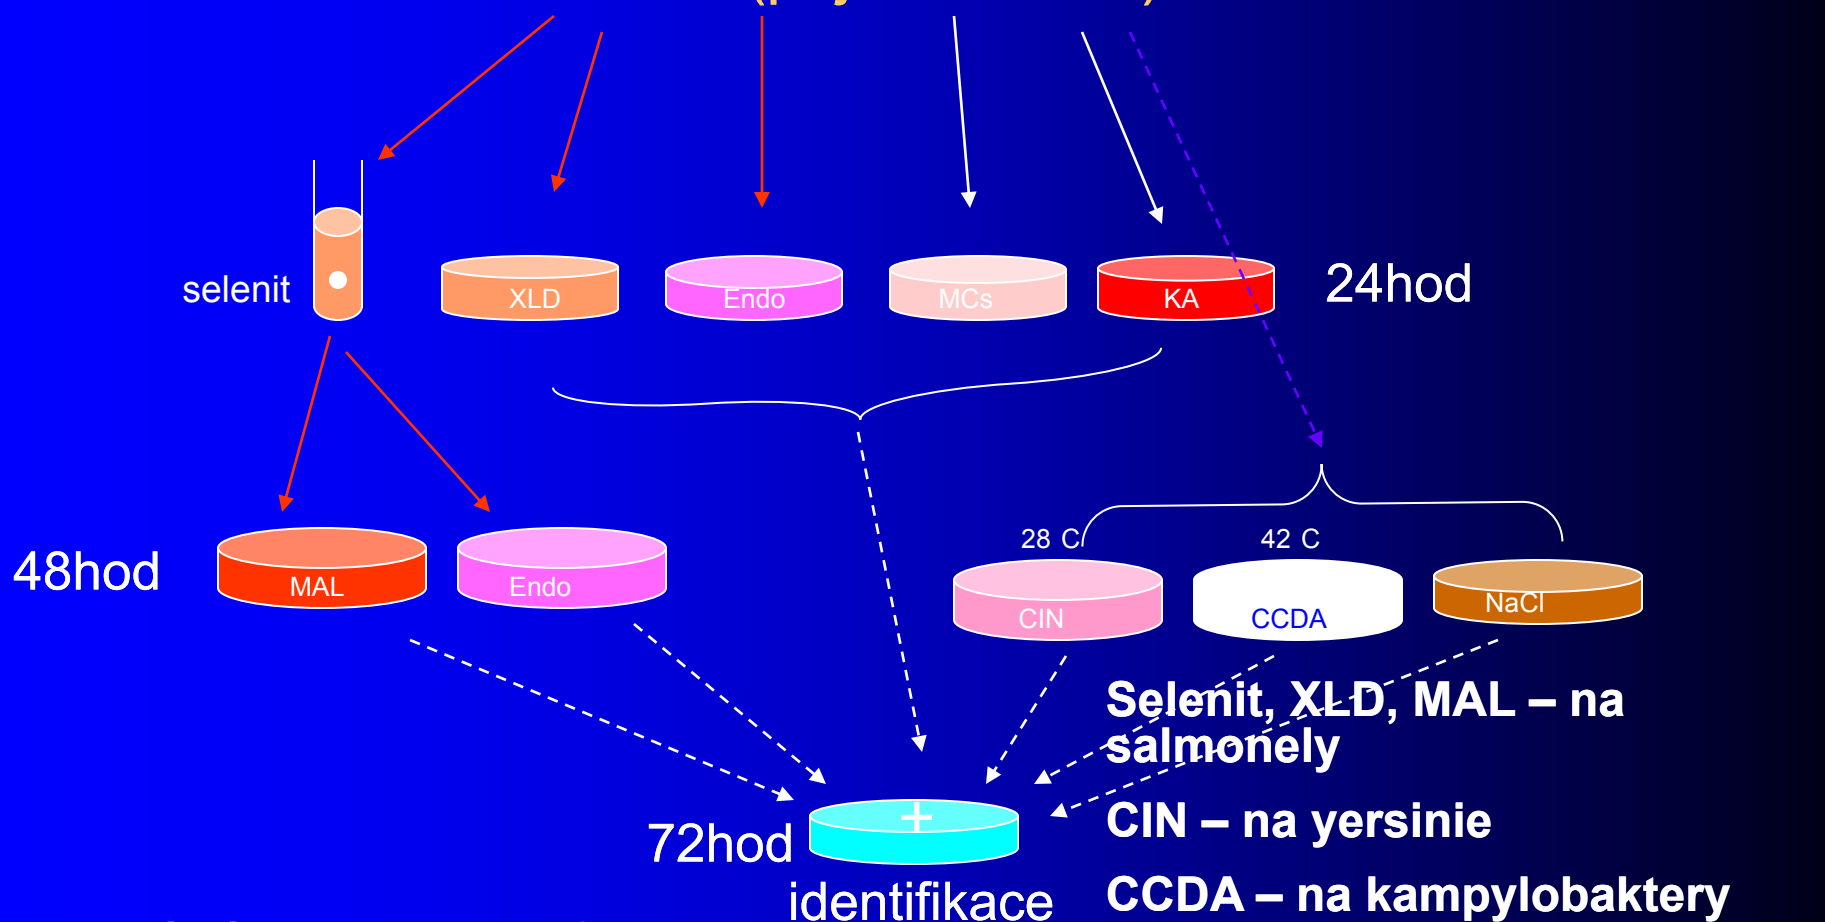 selenit
XLD
Endo
MCs
KA
24hod
48hod
MAL
Endo
28 C
42 C
CIN
CCDA
NaCl
Selenit, XLD, MAL – na
salmonely
CIN – na yersinie
72hod
+
identifikace
CCDA – na kampylobaktery